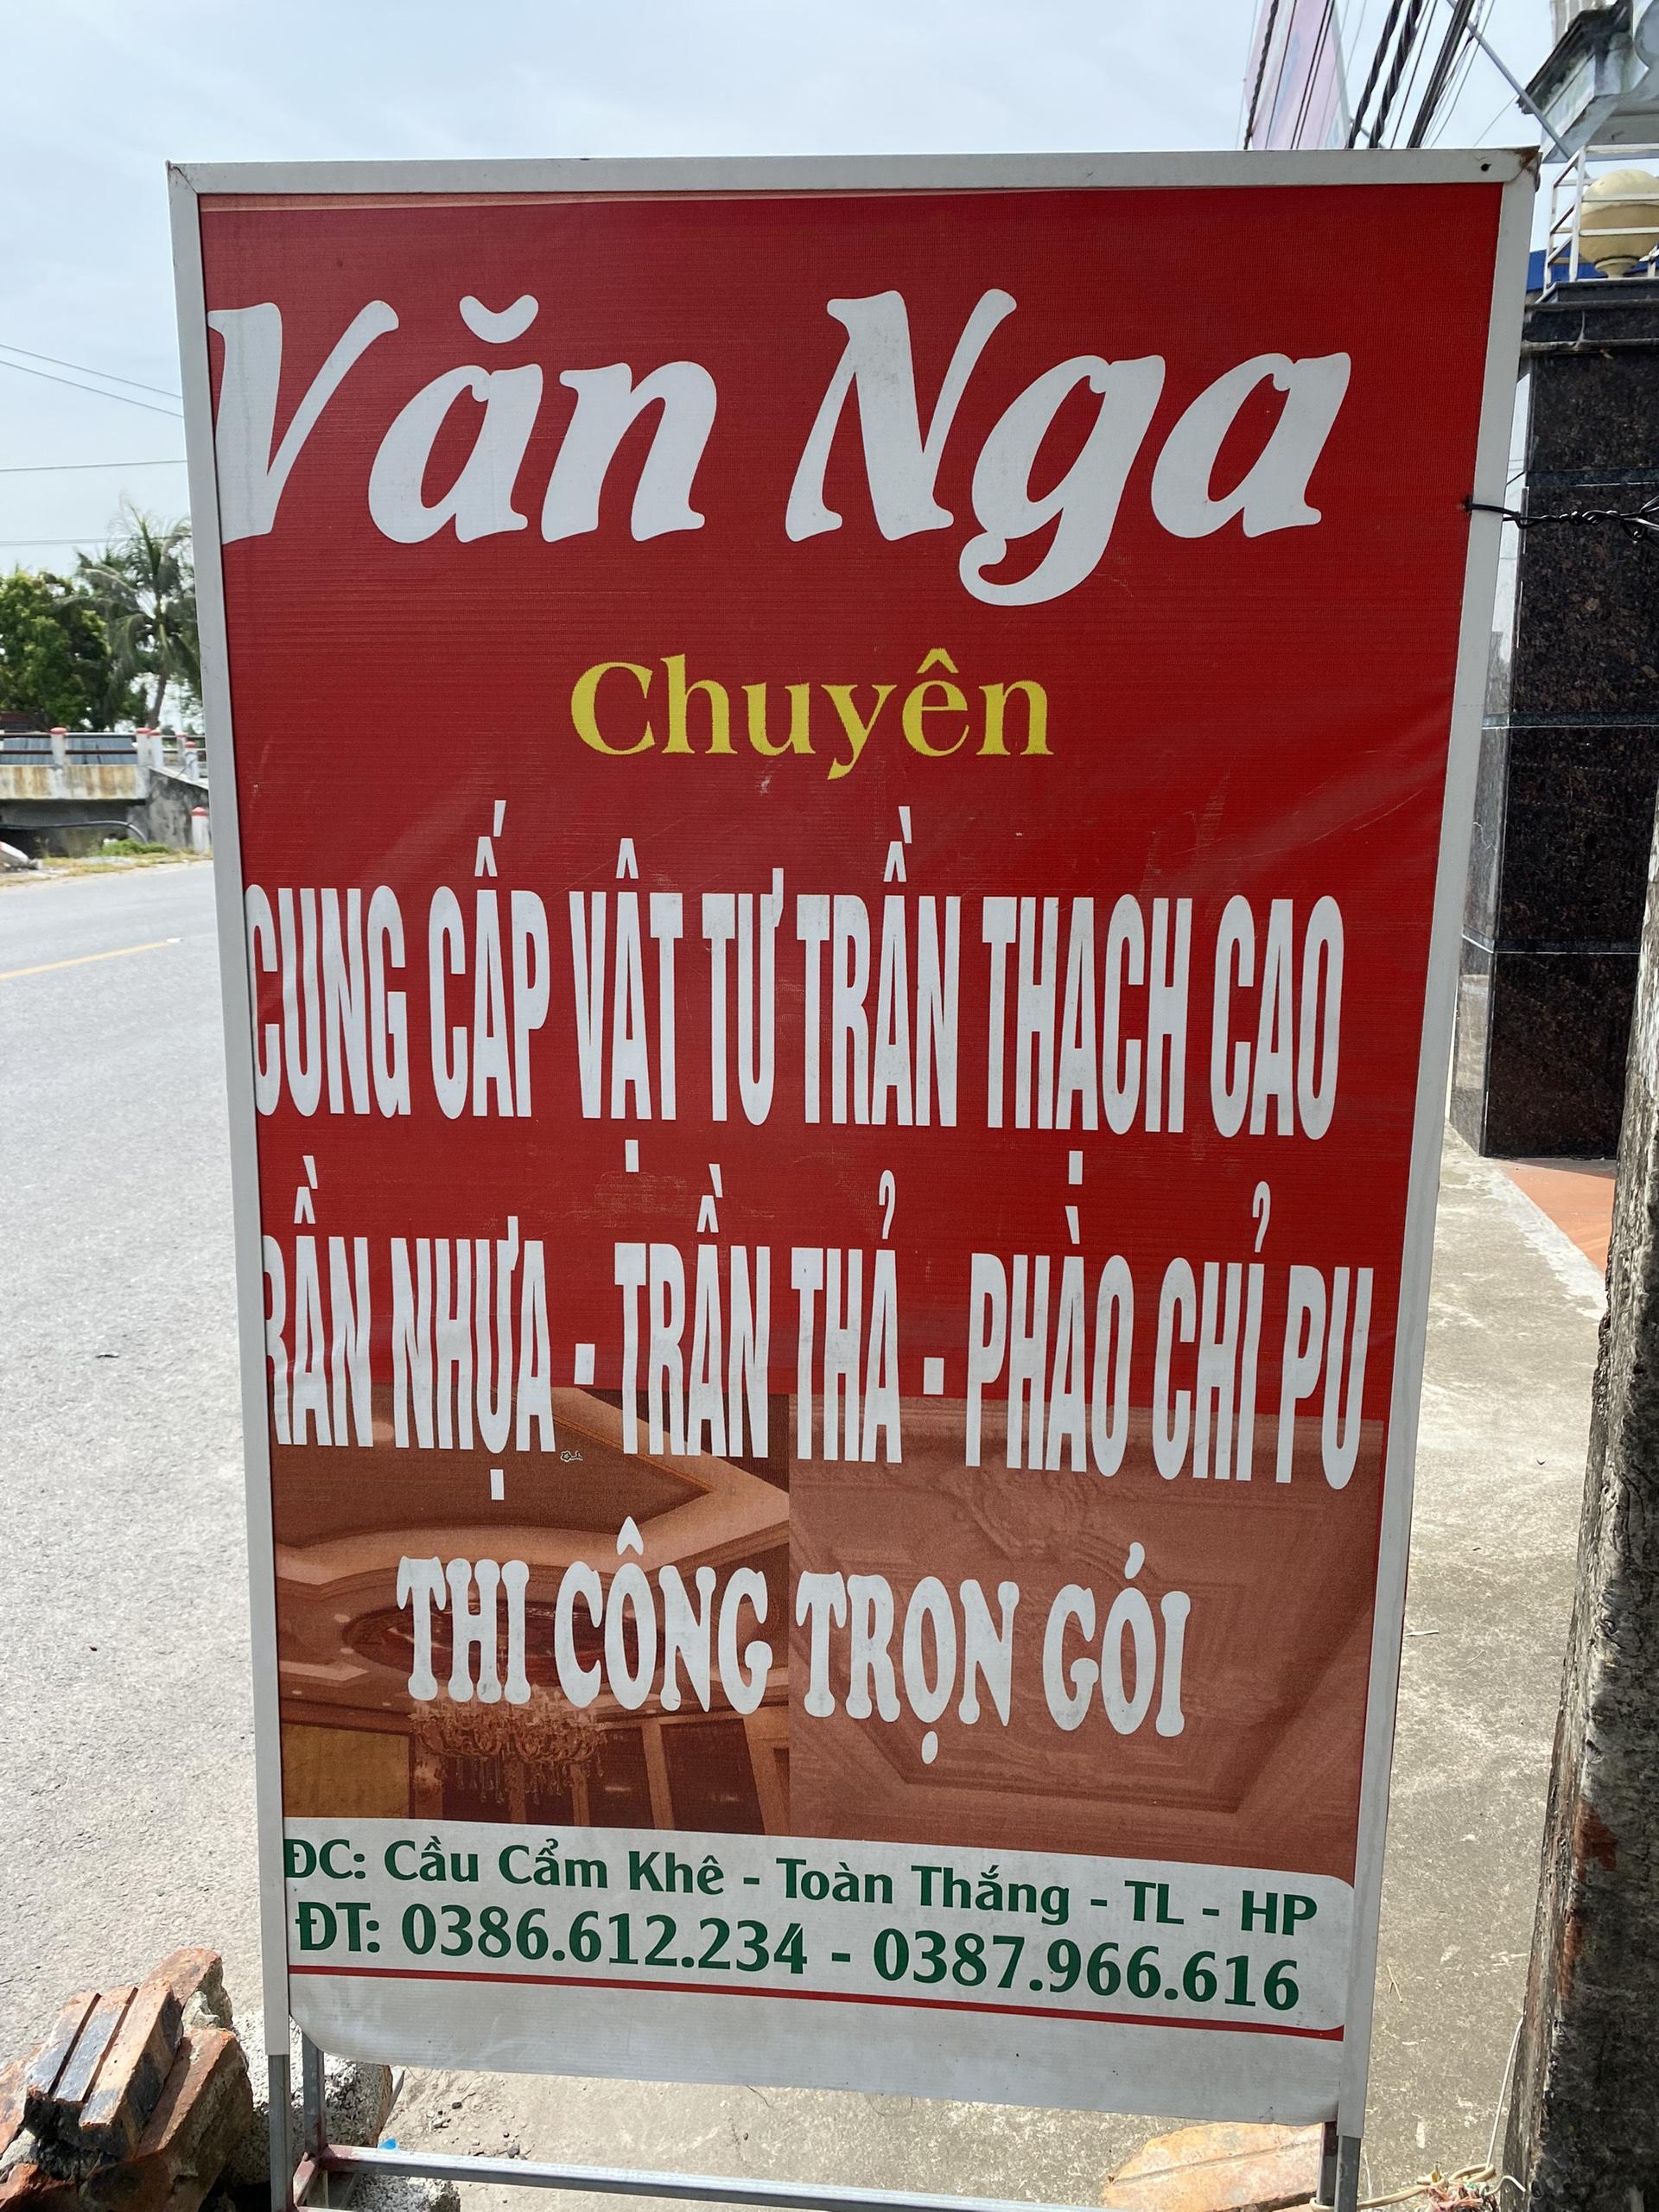 Văn Nga
Chuyên
CUNG CẤP VẬT TƯ TRẦN THẠCH CAO
RẦN NHỰA - TRẦN THẢ - PHÀO CHỈ PU
THI CÔNG TRỌN GÓI
ĐC: Cầu Cẩm Khê - Toàn Thắng - TL - HP
ĐT: 0386.612.234 - 0387.966.616